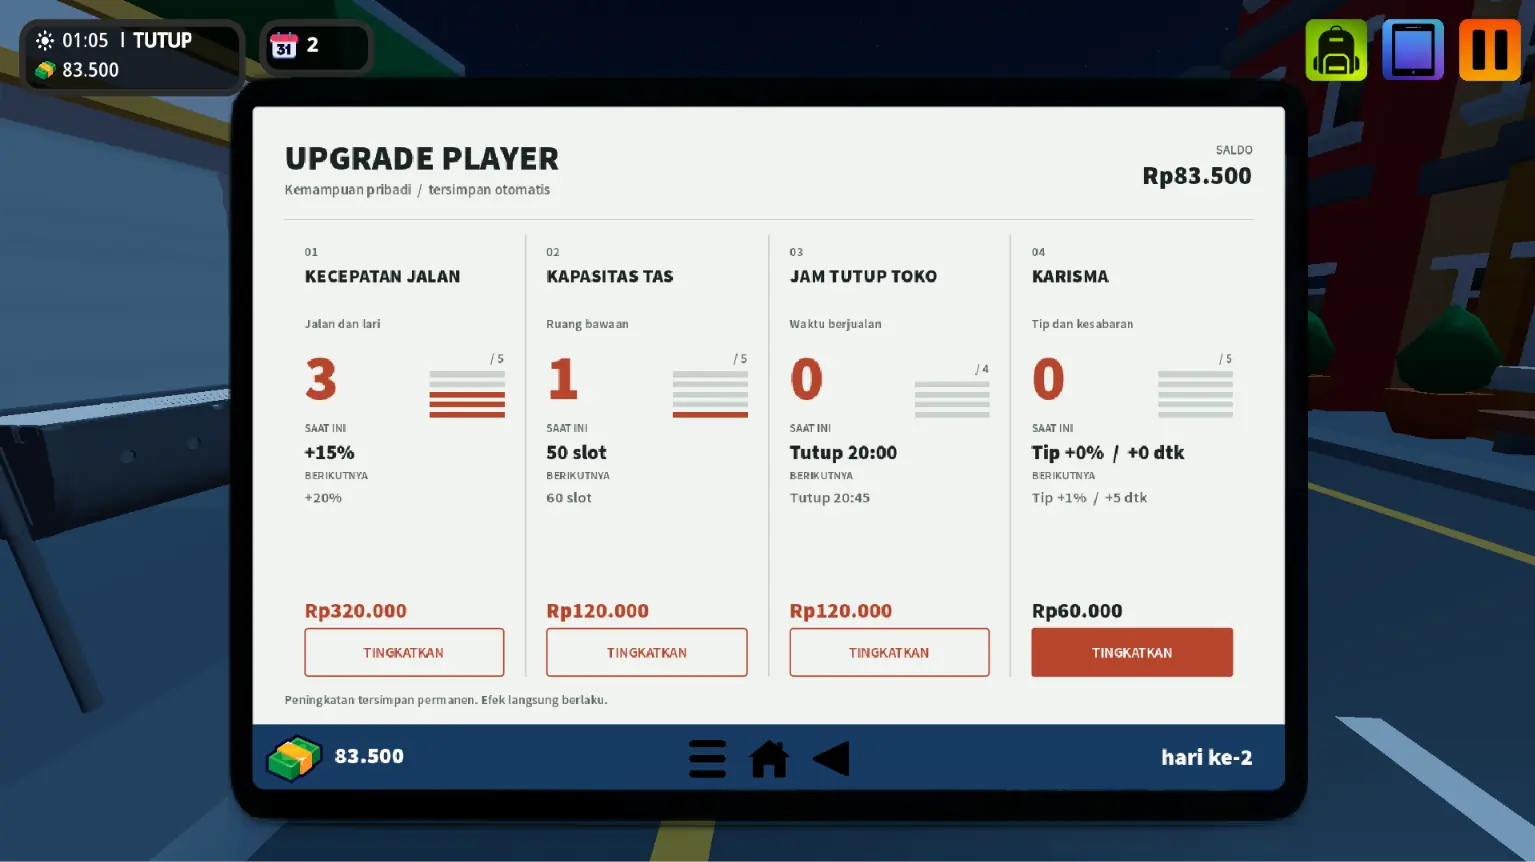 01:05 | TUTUP
83.500
31
2
UPGRADE PLAYER
Kemampuan pribadi / tersimpan otomatis
SALDO
Rp83.500
01
KECEPATAN JALAN
Jalan dan lari
3
/ 5
SAAT INI
+15%
BERIKUTNYA
+20%
Rp320.000
TINGKATKAN
02
KAPASITAS TAS
Ruang bawaan
1
/ 5
SAAT INI
50 slot
BERIKUTNYA
60 slot
Rp120.000
TINGKATKAN
03
JAM TUTUP TOKO
Waktu berjualan
0
/ 4
SAAT INI
Tutup 20:00
BERIKUTNYA
Tutup 20:45
Rp120.000
TINGKATKAN
04
KARISMA
Tip dan kesabaran
0
/ 5
SAAT INI
Tip +0% / +0 dtk
BERIKUTNYA
Tip +1% / +5 dtk
Rp60.000
TINGKATKAN
Peningkatan tersimpan permanen. Efek langsung berlaku.
83.500
hari ke-2